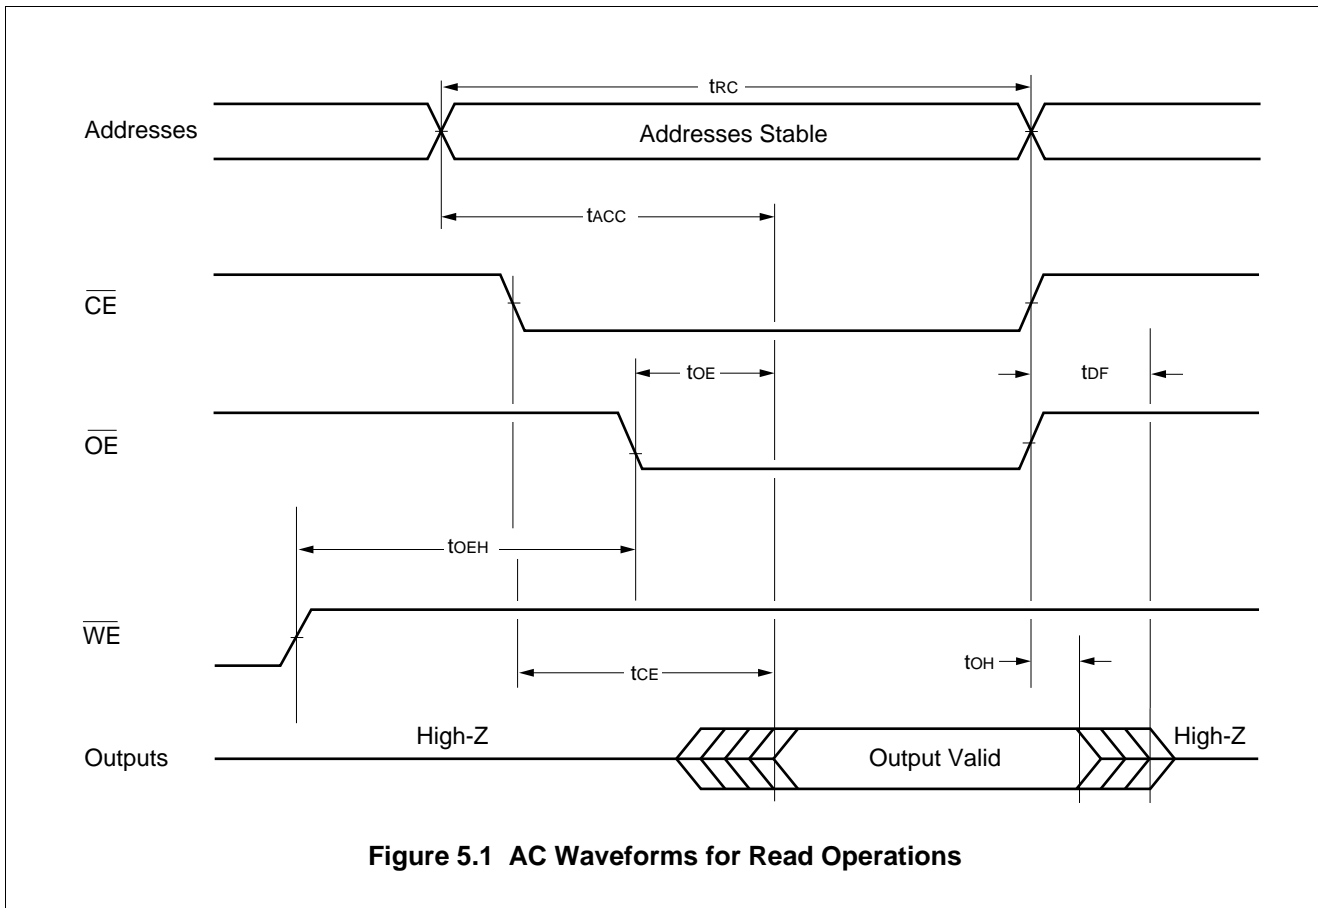 tRC
Addresses
Addresses Stable
tACC
CE
tOE
tDF
OE
tOEH
WE
tOH
tCE
High-Z
High-Z
Outputs
Output Valid
Figure 5.1 AC Waveforms for Read Operations